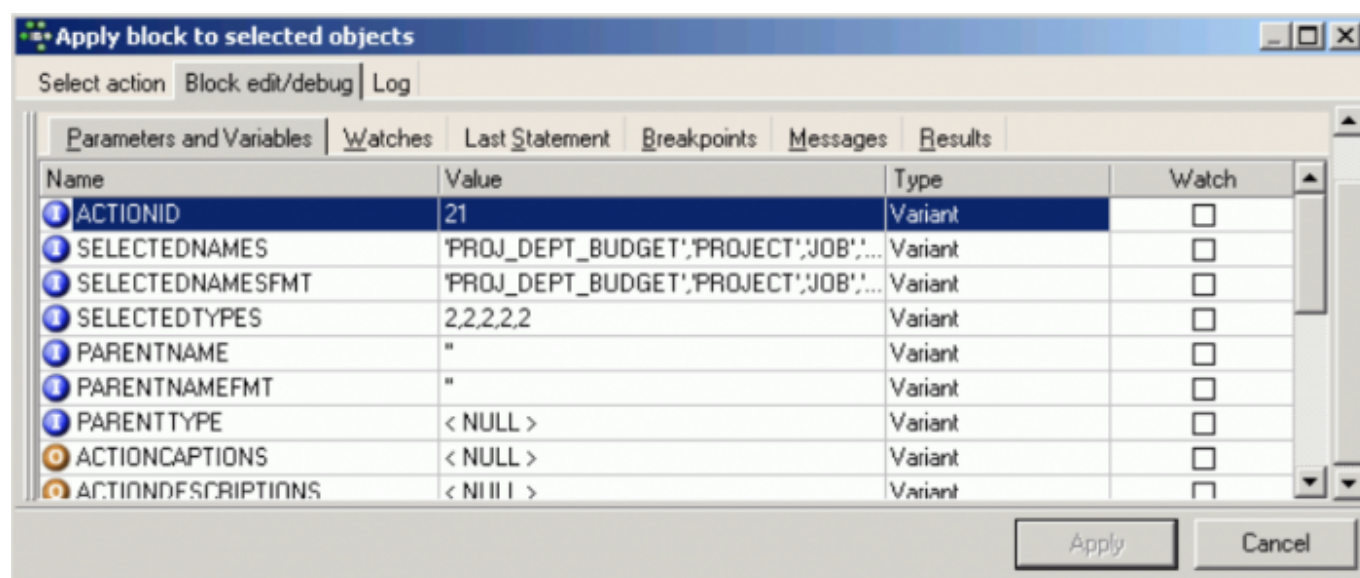 Apply block to selected objects
Select action Block edit/debug Log
Parameters and Variables Watches Last Statement Breakpoints Messages Results
Name Value Type Watch
I ACTIONID 21 Variant
I SELECTEDNAMES 'PROJ_DEPT_BUDGET','PROJECT','JOB','... Variant
I SELECTEDNAMESFMT 'PROJ_DEPT_BUDGET','PROJECT','JOB','... Variant
I SELECTEDTYPES 2,2,2,2,2 Variant
I PARENTNAME '' Variant
I PARENTNAMEFMT '' Variant
I PARENTTYPE < NULL > Variant
O ACTIONCAPTIONS < NULL > Variant
O ACTIONDESCRIPTIONS < NULL > Variant
Apply Cancel